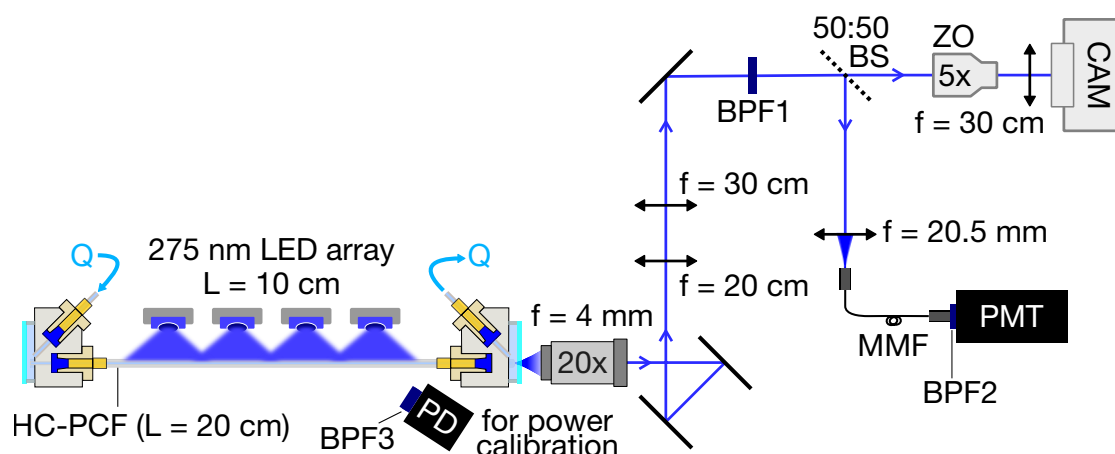 50:50
BS
ZO
5x
CAM
BPF1
f = 30 cm
f = 30 cm
Q
275 nm LED array
L = 10 cm
Q
f = 20.5 mm
f = 20 cm
f = 4 mm
20x
PMT
MMF
BPF2
HC-PCF (L = 20 cm)
BPF3
PD
for power
calibration